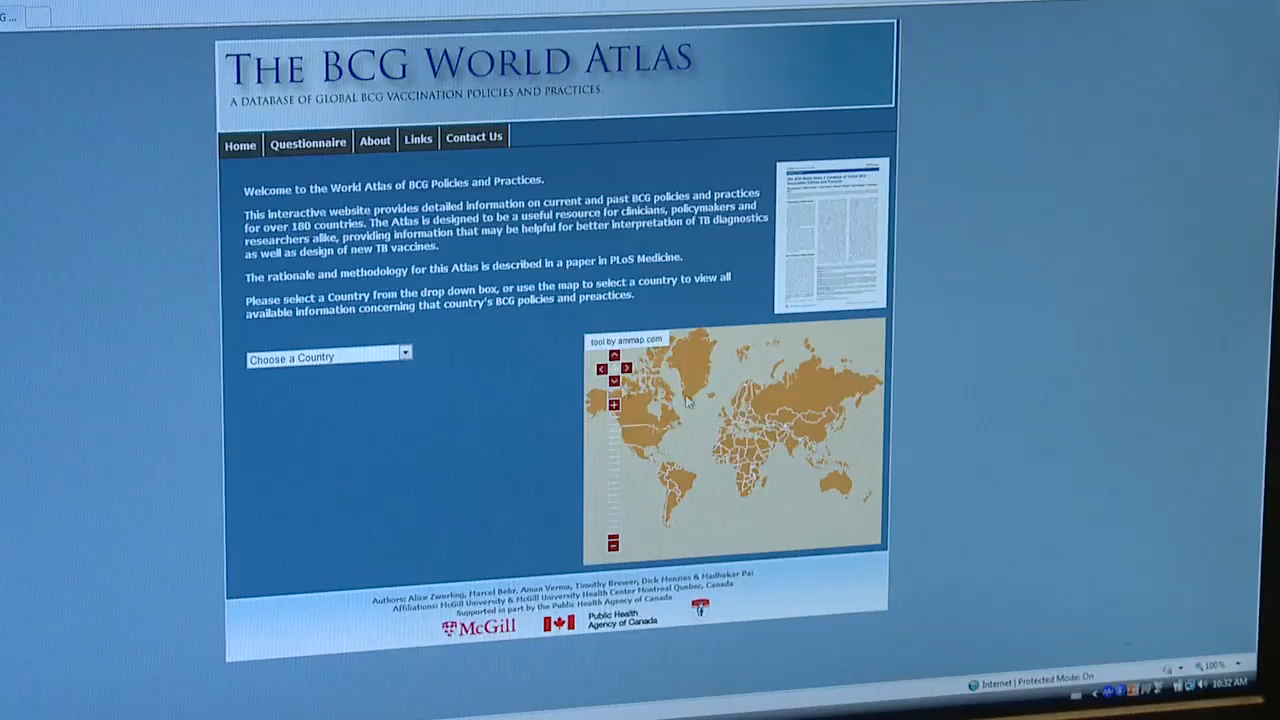 G ...
THE BCG WORLD ATLAS
A DATABASE OF GLOBAL BCG VACCINATION POLICIES AND PRACTICES.
Home Questionnaire About Links Contact Us
Welcome to the World Atlas of BCG Policies and Practices.
This interactive website provides detailed information on current and past BCG policies and practices
for over 180 countries. The Atlas is designed to be a useful resource for clinicians, policymakers and
researchers alike, providing information that may be helpful for better interpretation of TB diagnostics
as well as design of new TB vaccines.
The rationale and methodology for this Atlas is described in a paper in PLoS Medicine.
Please select a Country from the drop down box, or use the map to select a country to view all
available information concerning that country's BCG policies and preactices.
Choose a Country
tool by ammap.com
Authors: Alice Zwerling, Marcel Behr, Aman Verma, Timothy Brewer, Dick Menzies & Madhukar Pai
Affiliations: McGill University & McGill University Health Center Montreal Quebec, Canada
Supported in part by the Public Health Agency of Canada
McGill
Public Health
Agency of Canada
Internet | Protected Mode: On
100%
10:32 AM